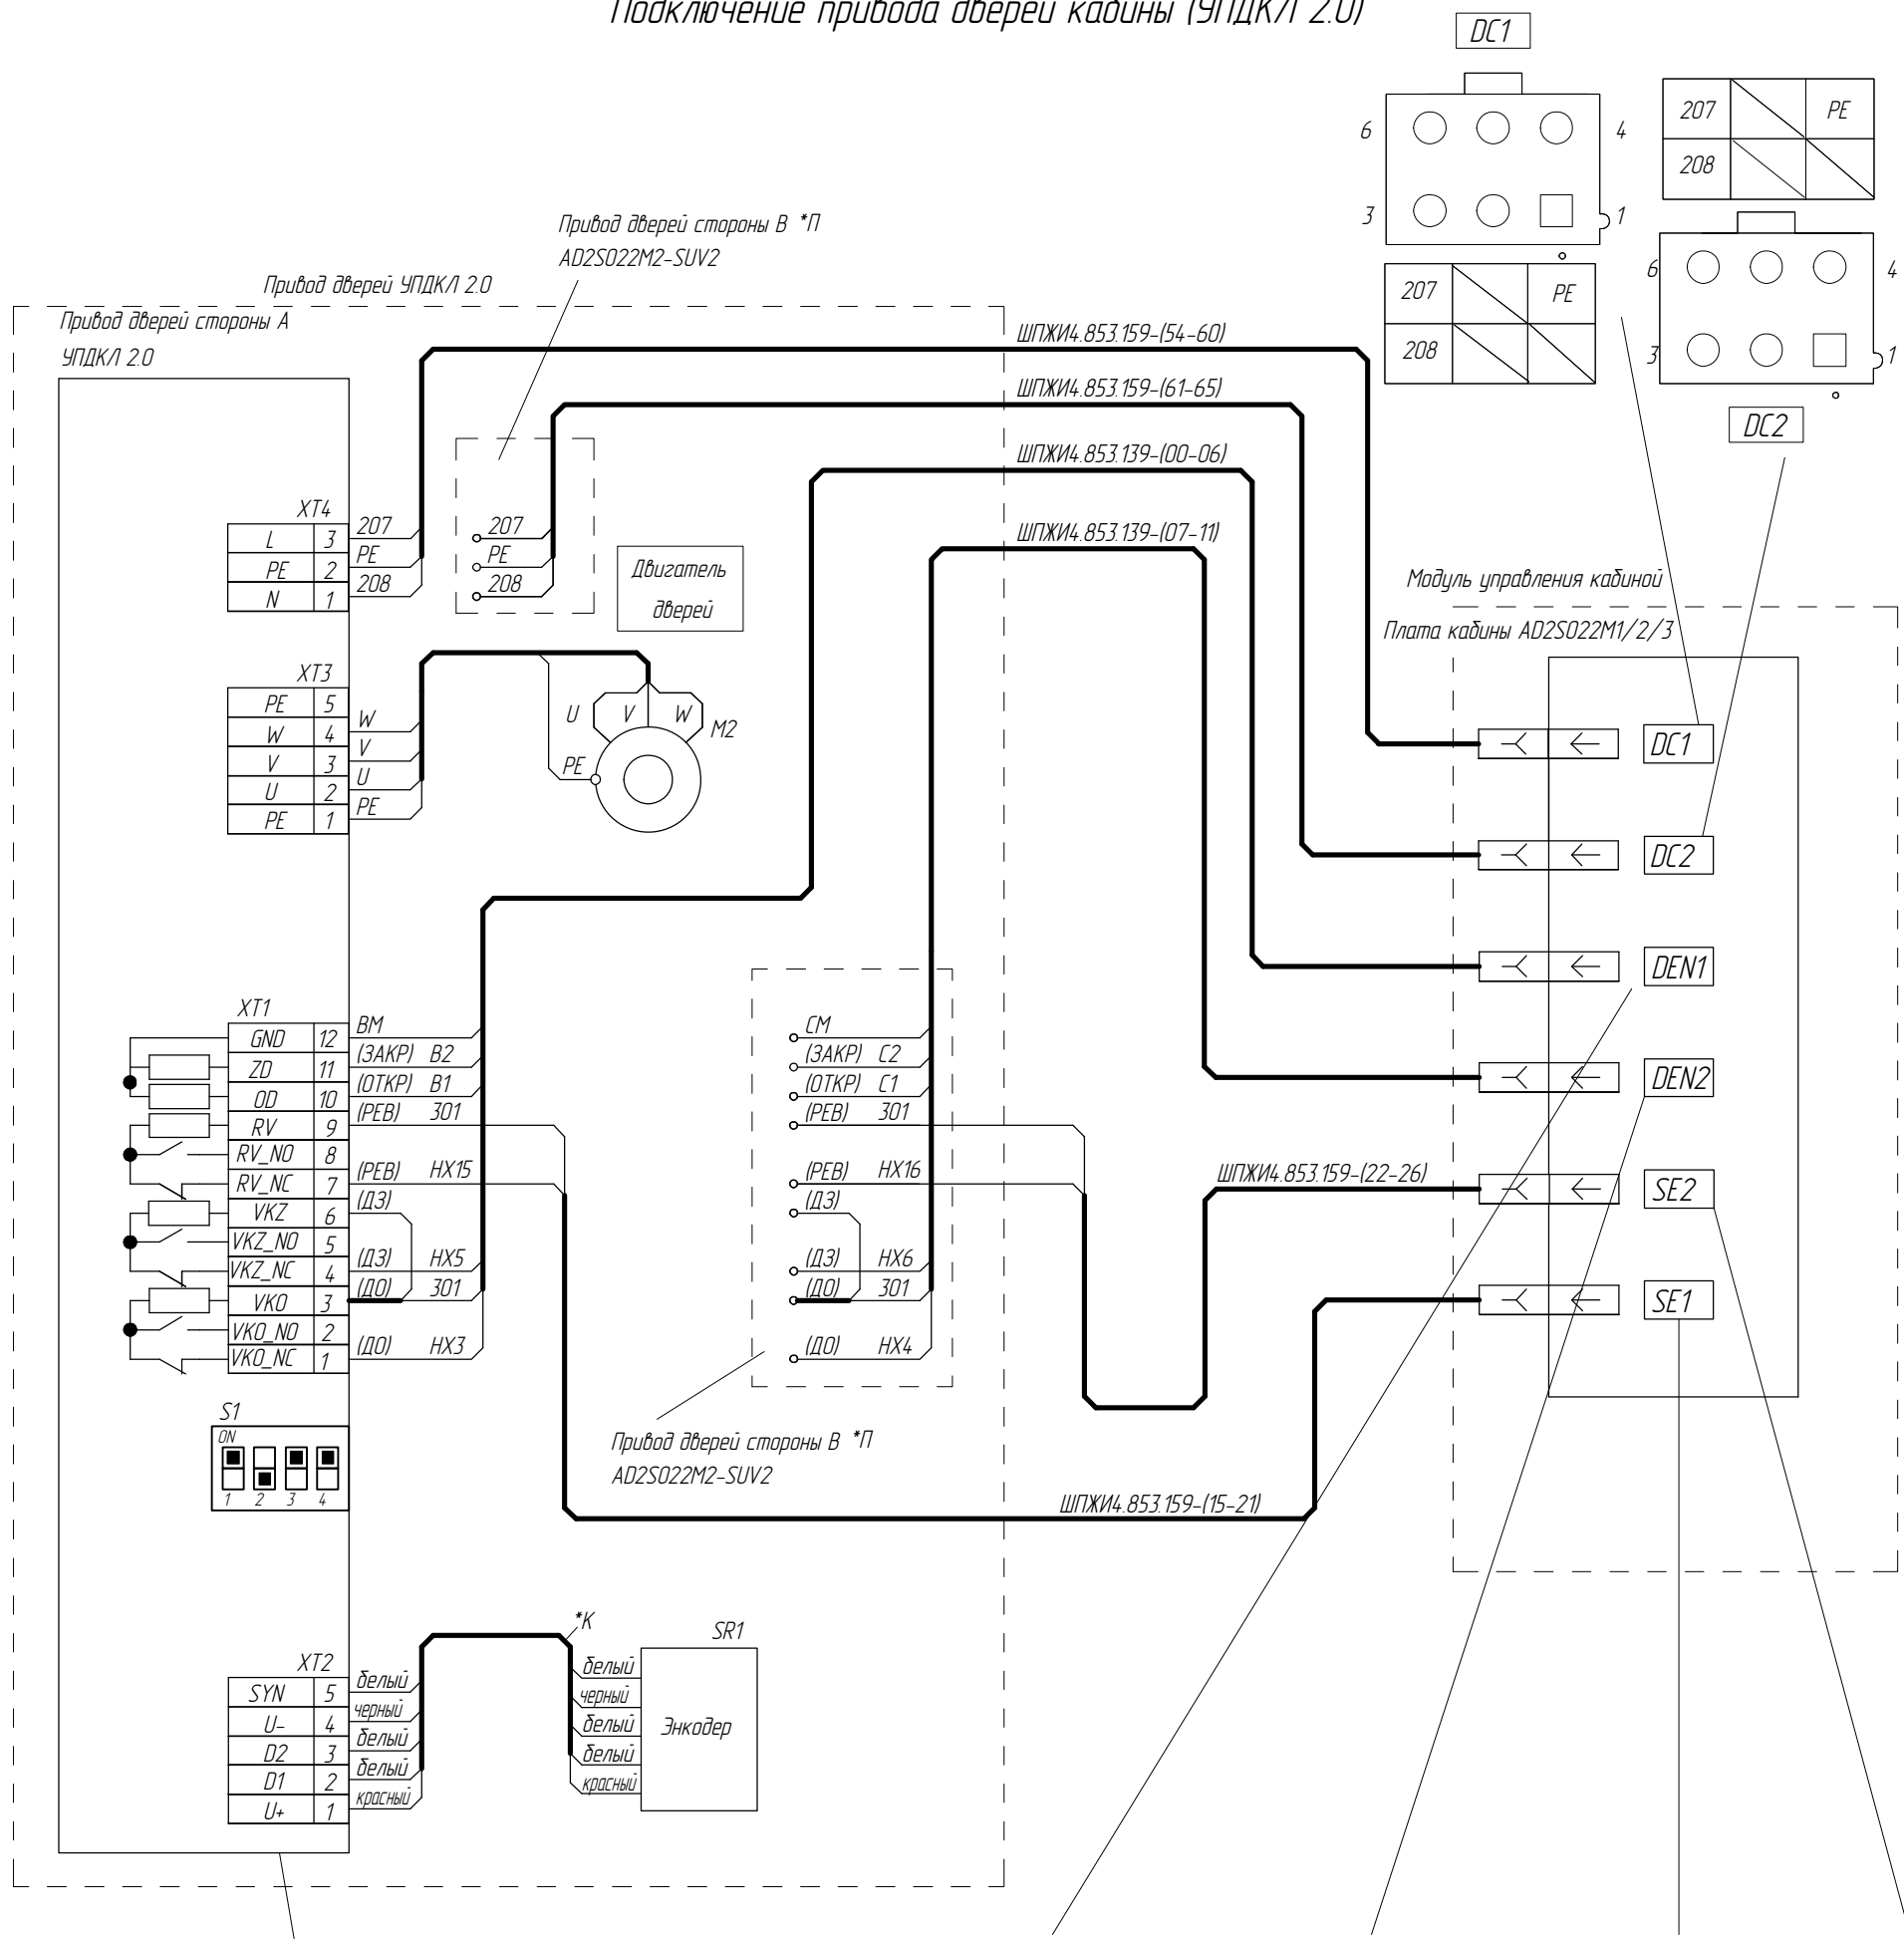 Подключение привода дверей кабины (УПДКЛ 2.0)
DC1
6
4
3
1
207
PE
208
207
PE
208
6
4
3
1
DC2
Привод дверей стороны В *П
AD2S022M2-SUV2
Привод дверей УПДКЛ 2.0
Привод дверей стороны А
УПДКЛ 2.0
ШПЖИ4.853.159-(54-60)
ШПЖИ4.853.159-(61-65)
ШПЖИ4.853.139-(00-06)
ШПЖИ4.853.139-(07-11)
XT4
L 3 207
PE 2 PE
N 1 208
207
PE
208
Двигатель
дверей
Модуль управления кабиной
Плата кабины AD2S022M1/2/3
XT3
PE 5
W 4 W
V 3 V
U 2 U
PE 1 PE
U V W
M2
PE
DC1
DC2
DEN1
DEN2
SE2
SE1
XT1
GND 12 BM
ZD 11 (ЗАКР) B2
OD 10 (ОТКР) B1
RV 9 (РЕВ) 301
RV_NO 8
RV_NC 7 (РЕВ) HX15
VKZ 6 (ДЗ)
VKZ_NO 5
VKZ_NC 4 (ДЗ) HX5
VKO 3 (ДО) 301
VKO_NO 2
VKO_NC 1 (ДО) HX3
CM
(ЗАКР) C2
(ОТКР) C1
(РЕВ) 301
(РЕВ) HX16
(ДЗ)
(ДЗ) HX6
(ДО) 301
(ДО) HX4
ШПЖИ4.853.159-(22-26)
S1
ON
1 2 3 4
Привод дверей стороны В *П
AD2S022M2-SUV2
ШПЖИ4.853.159-(15-21)
*К
SR1
XT2
SYN 5 белый
U- 4 черный
D2 3 белый
D1 2 белый
U+ 1 красный
белый
черный
белый
белый
красный
Энкодер